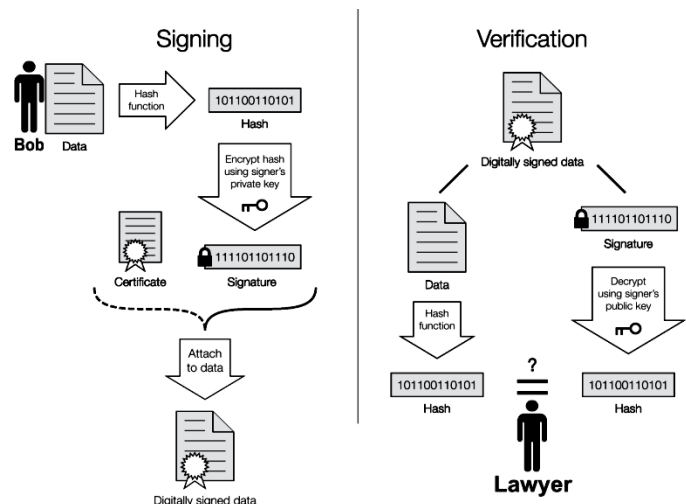 Signing
Hash
function
101100110101
Hash
Bob
Data
Encrypt hash
using signer's
private key
Certificate
111101101110
Signature
Attach
to data
Digitally signed data
Verification
Digitally signed data
111101101110
Signature
Data
Hash
function
Decrypt
using signer's
public key
101100110101
Hash
?
=
101100110101
Hash
Lawyer